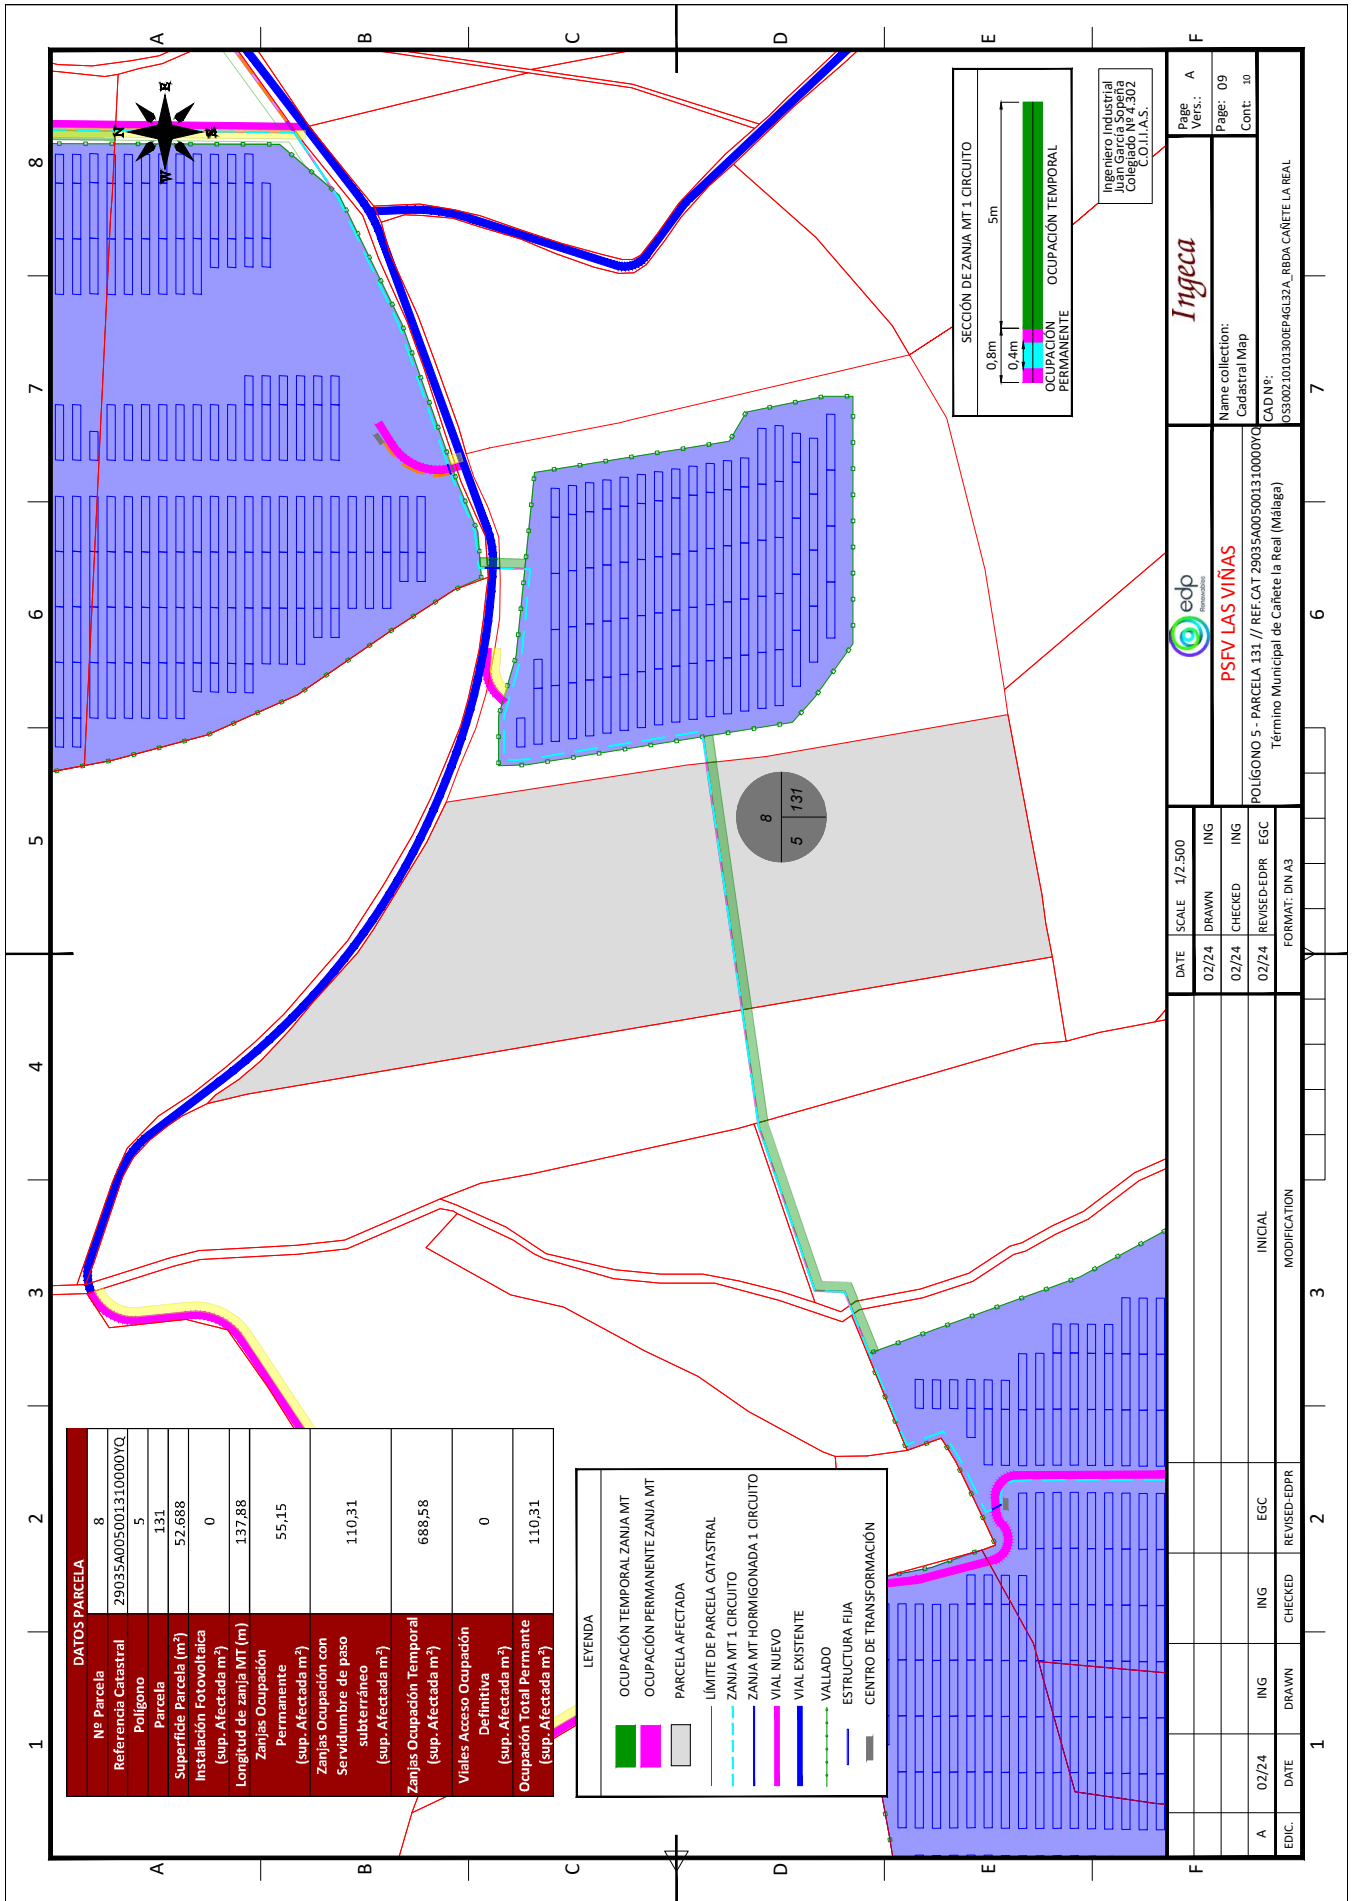 DATOS PARCELA
Nº Parcela 8
Referencia Catastral 29035A005001310000YQ
Polígono 5
Parcela 131
Superficie Parcela (m²) 52.688
Instalación Fotovoltaica
(sup. Afectada m²) 0
Longitud de zanja MT (m) 137,88
Zanjas Ocupación
Permanente
(sup. Afectada m²) 55,15
Zanjas Ocupación con
Servidumbre de paso
subterráneo
(sup. Afectada m²) 110,31
Zanjas Ocupación Temporal
(sup. Afectada m²) 688,58
Viales Acceso Ocupación
Definitiva
(sup. Afectada m²) 0
Ocupación Total Permante
(sup. Afectada m²) 110,31
LEYENDA
OCUPACIÓN TEMPORAL ZANJA MT
OCUPACIÓN PERMANENTE ZANJA MT
PARCELA AFECTADA
LÍMITE DE PARCELA CATASTRAL
ZANJA MT 1 CIRCUITO
ZANJA MT HORMIGONADA 1 CIRCUITO
VIAL NUEVO
VIAL EXISTENTE
VALLADO
ESTRUCTURA FIJA
CENTRO DE TRANSFORMACIÓN
8
5 131
N
E
W
SECCIÓN DE ZANJA MT 1 CIRCUITO
0,8m 5m
0,4m
OCUPACIÓN
PERMANENTE
OCUPACIÓN TEMPORAL
Ingeniero Industrial
Juan García Sopeña
Colegiado Nº 4.302
C.O.I.I.A.S.
1 2 3 4 5 6 7 8
A B C D E F
A B C D E F
1 2 3 6 7
A 02/24 ING ING EGC INICIAL
EDIC. DATE DRAWN CHECKED REVISED-EDPR MODIFICATION
DATE SCALE 1/2.500
02/24 DRAWN ING
02/24 CHECKED ING
02/24 REVISED-EDPR EGC
FORMAT: DIN A3
edp
Renewables
PSFV LAS VIÑAS
POLÍGONO 5 - PARCELA 131 // REF.CAT 29035A005001310000YQ
Término Municipal de Cañete la Real (Málaga)
Ingeca
Name collection:
Cadastral Map
CAD Nº:
OS300210101300EP4GL32A_RBDA CAÑETE LA REAL
Page
Vers.: A
Page: 09
Cont: 10